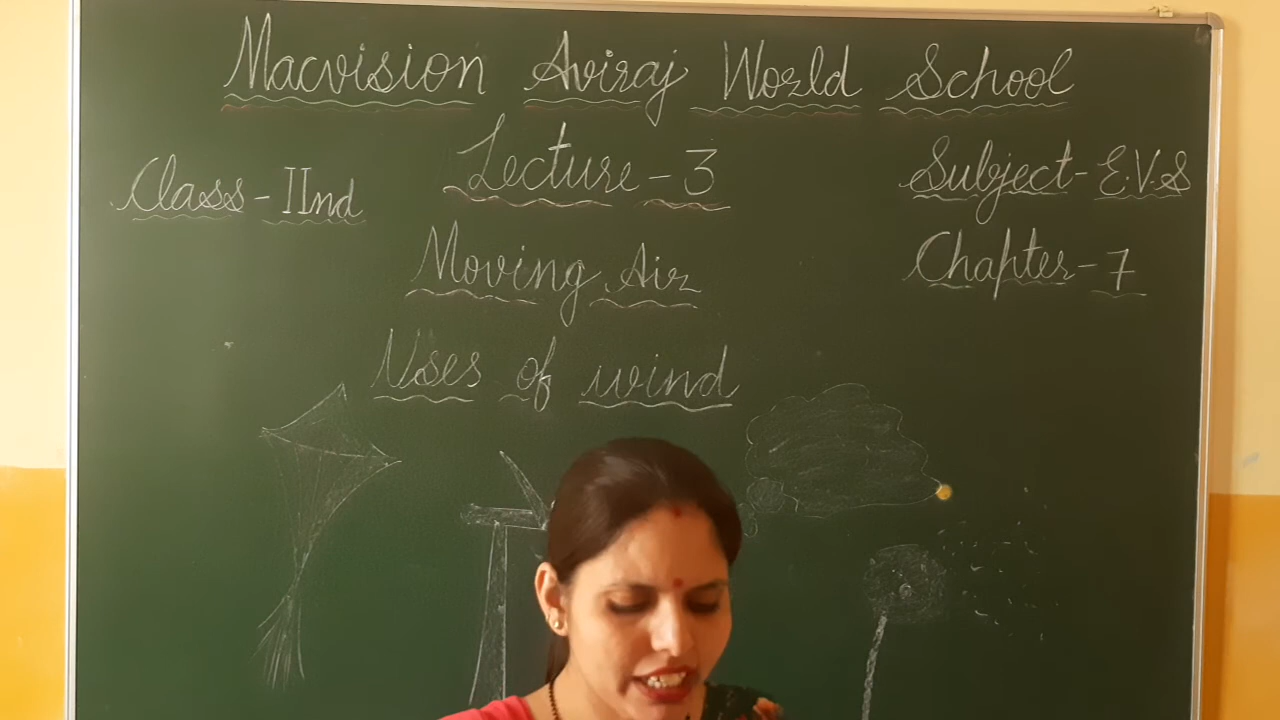 Macvision Aviraj World School
Lecture-3
Class-IInd
Subject-E.V.S
Moving Air
Chapter-7
Uses of wind